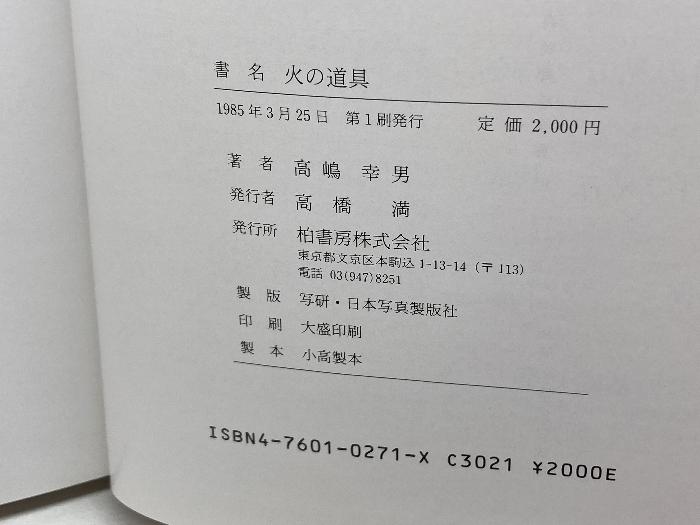 書名 火の道具
1985年3月25日 第1刷発行 定価 2,000円
著者 高嶋幸男
発行者 高橋満
発行所 柏書房株式会社
東京都文京区本駒込1-13-14(〒113)
電話 03(947)8251
製版 写研・日本写真製版社
印刷 大盛印刷
製本 小高製本
ISBN4-7601-0271-X C3021 ¥2000E